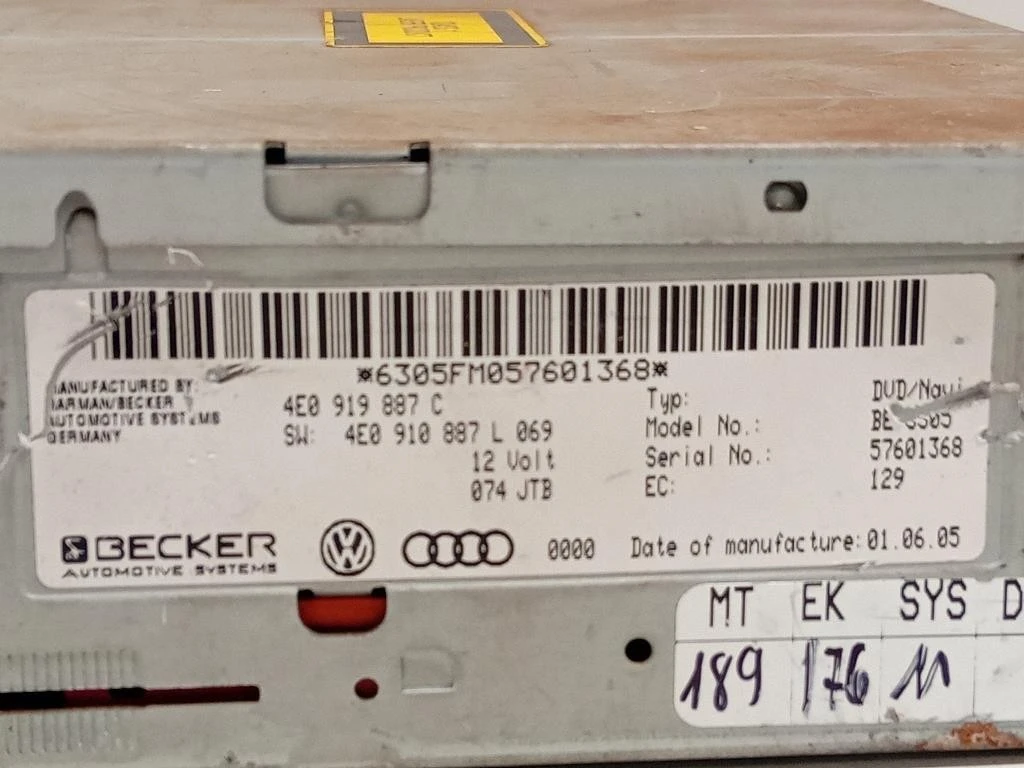 *6305FM057601368*
MANUFACTURED BY:
HARMAN/BECKER
AUTOMOTIVE SYSTEMS
GERMANY
4E0 919 887 C
SW: 4E0 910 887 L 069
12 Volt
074 JTB
Typ: DVD/Navi
Model No.: BE 6305
Serial No.: 57601368
EC: 129
BECKER
AUTOMOTIVE SYSTEMS
0000 Date of manufacture: 01.06.05
MT EK SYS D
189 176 11